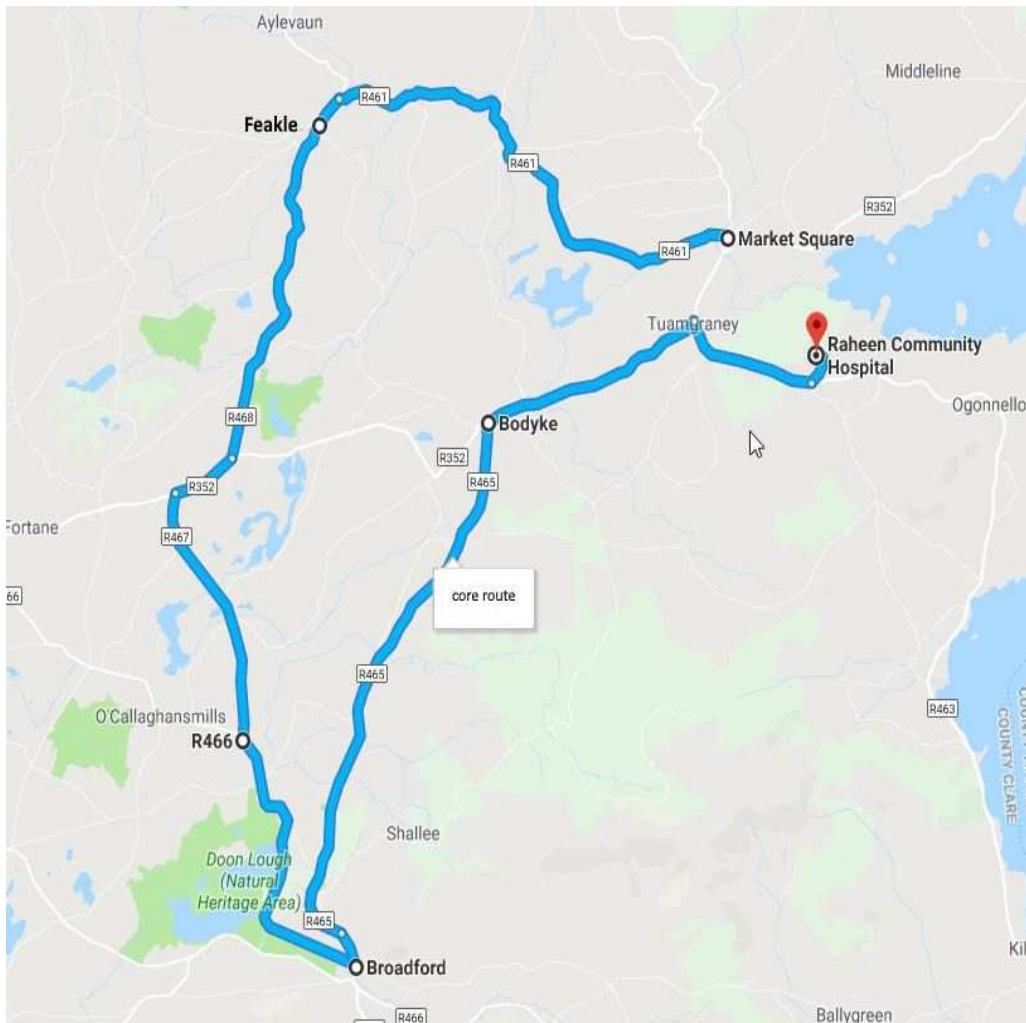 Aylevaun
Middleline
R461
Feakle
R461
R352
Market Square
R461
Tuamgraney
Raheen Community
Hospital
Ogonnello
R468
Bodyke
R352
R465
R352
Fortane
R467
core route
66
R465
O'Callaghansmills
R466
R463
COUNTY CLARE
Shallee
Doon Lough
(Natural
Heritage Area)
R465
Broadford
Kil
R466
Ballygreen